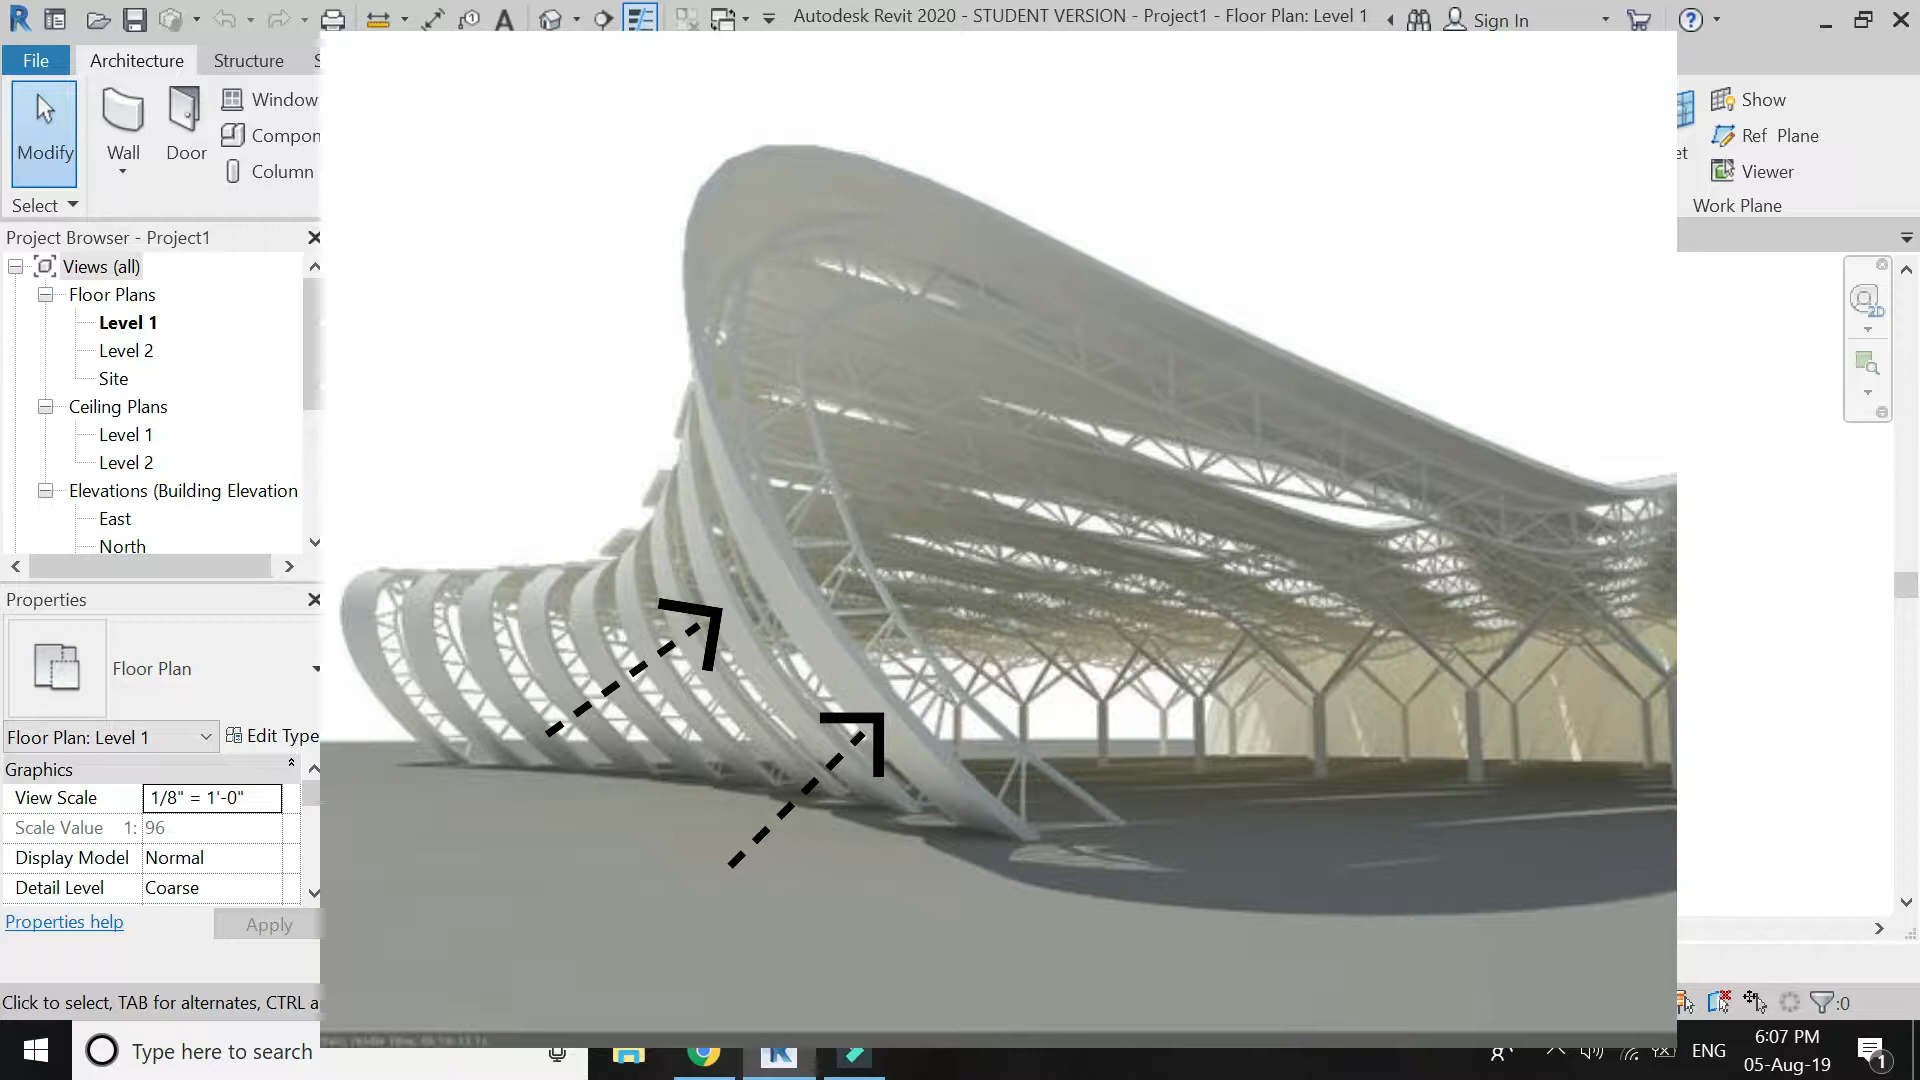 Autodesk Revit 2020 - STUDENT VERSION - Project1 - Floor Plan: Level 1
Sign In
File
Architecture
Structure
S
Modify
Wall
Door
Window
Compon
Column
Select
Show
Ref Plane
Viewer
et
Work Plane
Project Browser - Project1
Views (all)
Floor Plans
Level 1
Level 2
Site
Ceiling Plans
Level 1
Level 2
Elevations (Building Elevation
East
North
2D
Properties
Floor Plan
Floor Plan: Level 1
Edit Type
Graphics
View Scale
1/8" = 1'-0"
Scale Value 1:
96
Display Model
Normal
Detail Level
Coarse
Properties help
Apply
Click to select, TAB for alternates, CTRL a
:0
Type here to search
ENG
6:07 PM
05-Aug-19
1